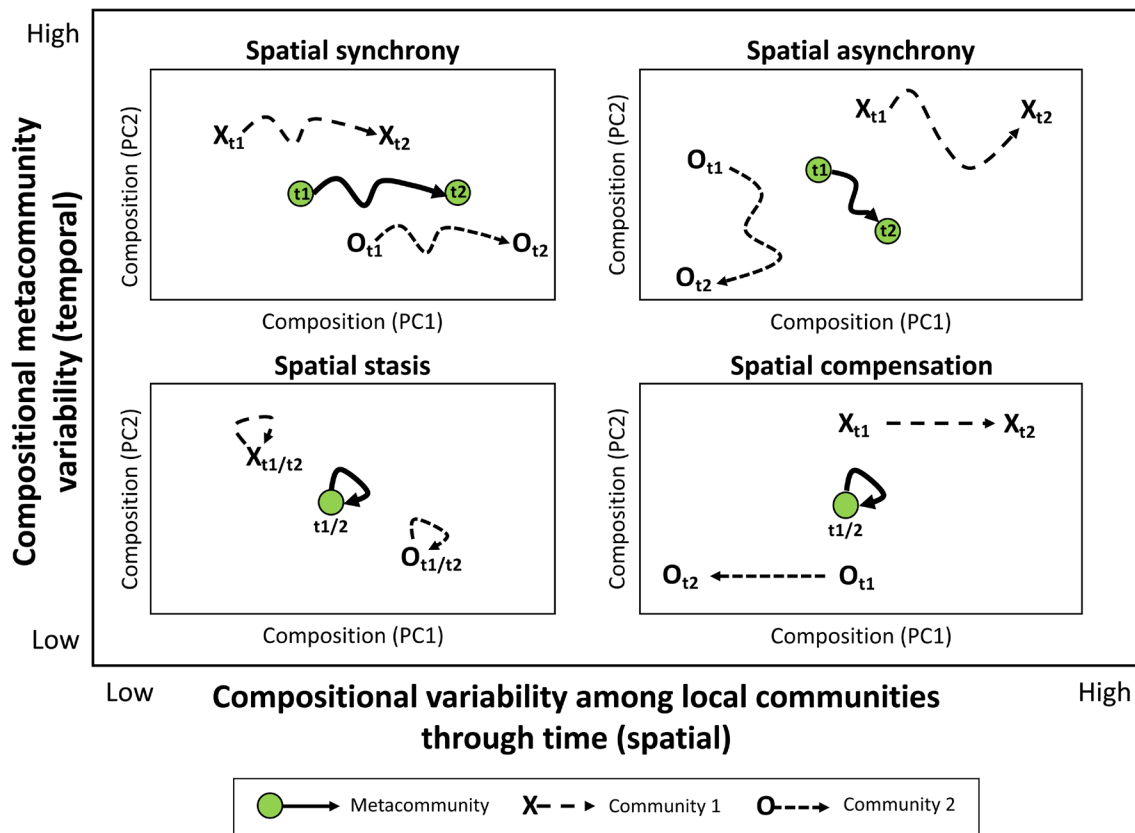 High
Compositional metacommunity
variability (temporal)
Low
Spatial synchrony
Composition (PC2)
Xt1
Xt2
t1
t2
Ot1
Ot2
Composition (PC1)
Spatial asynchrony
Composition (PC2)
Xt1
Xt2
Ot1
t1
t2
Ot2
Composition (PC1)
Spatial stasis
Composition (PC2)
Xt1/t2
t1/2
Ot1/t2
Composition (PC1)
Spatial compensation
Composition (PC2)
Xt1
Xt2
t1/2
Ot2
Ot1
Composition (PC1)
Low
High
Compositional variability among local communities
through time (spatial)
Metacommunity
X
Community 1
O
Community 2